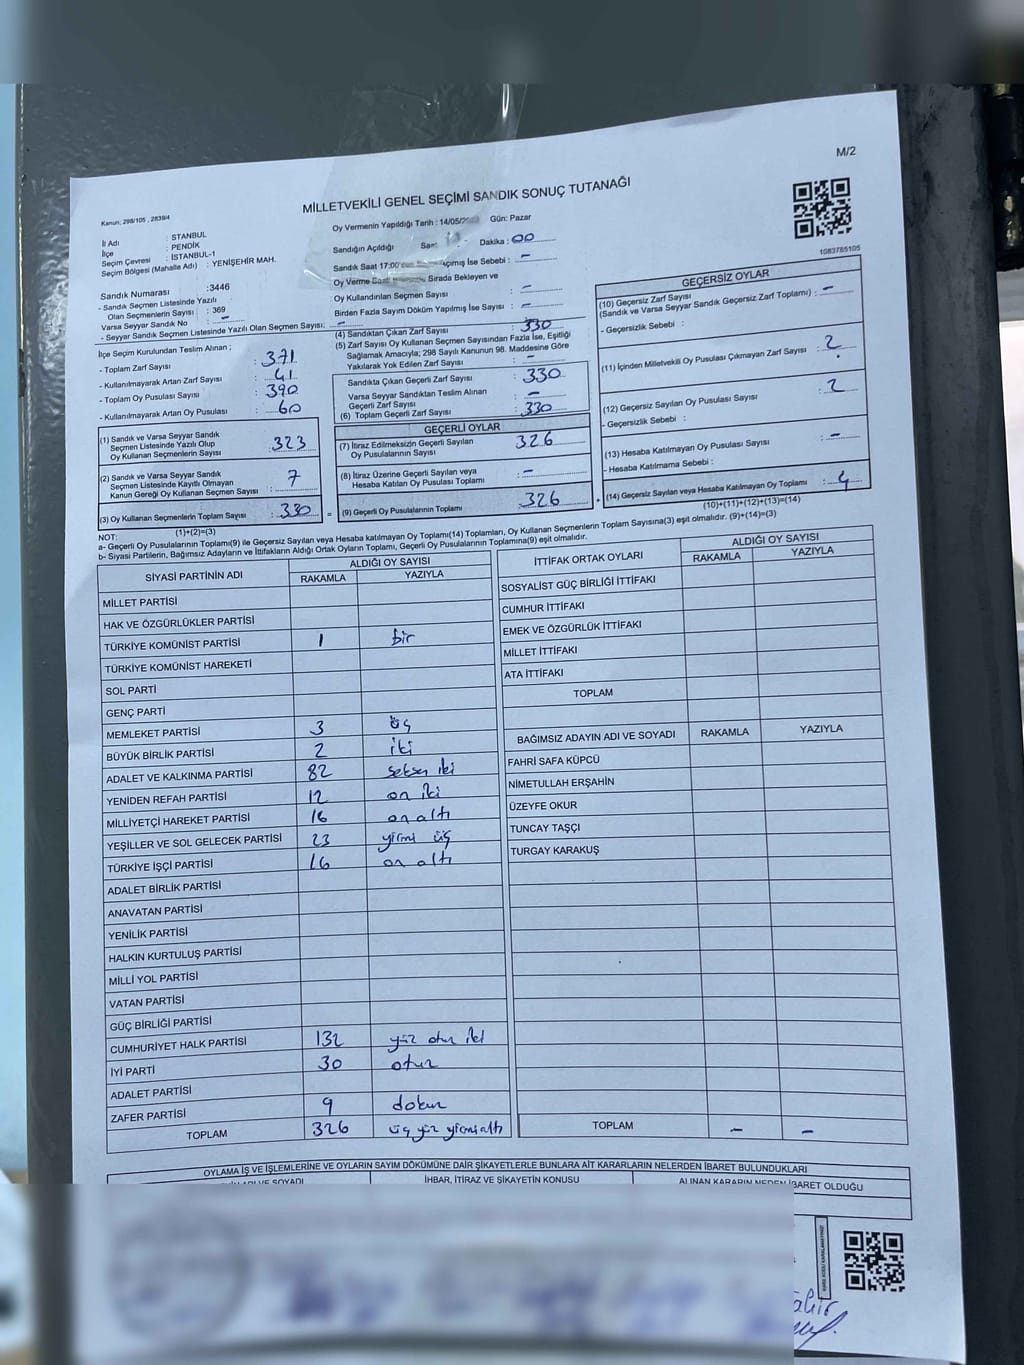 M/2
MİLLETVEKİLİ GENEL SEÇİMİ SANDIK SONUÇ TUTANAĞI
Kanun, 298/105 , 2839/4
İl Adı : STANBUL
İlçe : PENDİK
Seçim Çevresi : İSTANBUL-1
Seçim Bölgesi (Mahalle Adı) : YENİŞEHİR MAH.
Sandık Numarası :3446
- Sandık Seçmen Listesinde Yazılı
Olan Seçmenlerin Sayısı : 369
Varsa Seyyar Sandık No : -
- Seyyar Sandık Seçmen Listesinde Yazılı Olan Seçmen Sayısı: -
Oy Vermenin Yapıldığı Tarih : 14/05/ Gün: Pazar
Sandığın Açıldığı Saat Dakika : 00
Sandık Saat 17:00 Açılmış İse Sebebi : -
Oy Verme Sırada Bekleyen ve
Oy Kullandırılan Seçmen Sayısı : -
Birden Fazla Sayım Döküm Yapılmış İse Sayısı : -
1083785105
İlçe Seçim Kurulundan Teslim Alınan ;
- Toplam Zarf Sayısı : 371
- Kullanılmayarak Artan Zarf Sayısı : 41
- Toplam Oy Pusulası Sayısı : 390
- Kullanılmayarak Artan Oy Pusulası : 60
(4) Sandıktan Çıkan Zarf Sayısı : 330
(5) Zarf Sayısı Oy Kullanan Seçmen Sayısından Fazla İse, Eşitliği
Sağlamak Amacıyla; 298 Sayılı Kanunun 98. Maddesine Göre
Yakılarak Yok Edilen Zarf Sayısı : -
Sandıkta Çıkan Geçerli Zarf Sayısı : 330
Varsa Seyyar Sandıktan Teslim Alınan
Geçerli Zarf Sayısı : -
(6) Toplam Geçerli Zarf Sayısı : 330
GEÇERSİZ OYLAR
(10) Geçersiz Zarf Sayısı
(Sandık ve Varsa Seyyar Sandık Geçersiz Zarf Toplamı) : -
- Geçersizlik Sebebi :
(11) İçinden Milletvekili Oy Pusulası Çıkmayan Zarf Sayısı : 2
(12) Geçersiz Sayılan Oy Pusulası Sayısı : 2
- Geçersizlik Sebebi :
(13) Hesaba Katılmayan Oy Pusulası Sayısı : -
- Hesaba Katılmama Sebebi :
(14) Geçersiz Sayılan veya Hesaba Katılmayan Oy Toplamı : 4
(10)+(11)+(12)+(13)=(14)
(1) Sandık ve Varsa Seyyar Sandık
Seçmen Listesinde Yazılı Olup
Oy Kullanan Seçmenlerin Sayısı : 323
(2) Sandık ve Varsa Seyyar Sandık
Seçmen Listesinde Kayıtlı Olmayan
Kanun Gereği Oy Kullanan Seçmen Sayısı : 7
(3) Oy Kullanan Seçmenlerin Toplam Sayısı : 330
(1)+(2)=(3)
GEÇERLİ OYLAR
(7) İtiraz Edilmeksizin Geçerli Sayılan
Oy Pusulalarının Sayısı : 326
(8) İtiraz Üzerine Geçerli Sayılan veya
Hesaba Katılan Oy Pusulası Toplamı : -
= (9) Geçerli Oy Pusulalarının Toplamı : 326 +
NOT:
a- Geçerli Oy Pusulalarının Toplamı(9) ile Geçersiz Sayılan veya Hesaba katılmayan Oy Toplamı(14) Toplamları, Oy Kullanan Seçmenlerin Toplam Sayısına(3) eşit olmalıdır. (9)+(14)=(3)
b- Siyasi Partilerin, Bağımsız Adayların ve İttifakların Aldığı Ortak Oyların Toplamı, Geçerli Oy Pusulalarının Toplamına(9) eşit olmalıdır.
SİYASİ PARTİNİN ADI ALDIĞI OY SAYISI
RAKAMLA YAZIYLA
MİLLET PARTİSİ
HAK VE ÖZGÜRLÜKLER PARTİSİ
TÜRKİYE KOMÜNİST PARTİSİ 1 bir
TÜRKİYE KOMÜNİST HAREKETİ
SOL PARTİ
GENÇ PARTİ
MEMLEKET PARTİSİ 3 üç
BÜYÜK BİRLİK PARTİSİ 2 iki
ADALET VE KALKINMA PARTİSİ 82 seksen iki
YENİDEN REFAH PARTİSİ 12 on iki
MİLLİYETÇİ HAREKET PARTİSİ 16 on altı
YEŞİLLER VE SOL GELECEK PARTİSİ 23 yirmi üç
TÜRKİYE İŞÇİ PARTİSİ 16 on altı
ADALET BİRLİK PARTİSİ
ANAVATAN PARTİSİ
YENİLİK PARTİSİ
HALKIN KURTULUŞ PARTİSİ
MİLLİ YOL PARTİSİ
VATAN PARTİSİ
GÜÇ BİRLİĞİ PARTİSİ
CUMHURİYET HALK PARTİSİ 132 yüz otuz iki
İYİ PARTİ 30 otuz
ADALET PARTİSİ
ZAFER PARTİSİ 9 dokuz
TOPLAM 326 üç yüz yirmi altı
İTTİFAK ORTAK OYLARI ALDIĞI OY SAYISI
RAKAMLA YAZIYLA
SOSYALİST GÜÇ BİRLİĞİ İTTİFAKI
CUMHUR İTTİFAKI
EMEK VE ÖZGÜRLÜK İTTİFAKI
MİLLET İTTİFAKI
ATA İTTİFAKI
TOPLAM
BAĞIMSIZ ADAYIN ADI VE SOYADI RAKAMLA YAZIYLA
FAHRİ SAFA KÜPCÜ
NİMETULLAH ERŞAHİN
ÜZEYFE OKUR
TUNCAY TAŞÇI
TURGAY KARAKUŞ
TOPLAM - -
OYLAMA İŞ VE İŞLEMLERİNE VE OYLARIN SAYIM DÖKÜMÜNE DAİR ŞİKAYETLERLE BUNLARA AİT KARARLARIN NELERDEN İBARET BULUNDUKLARI
VE SOYADI İHBAR, İTİRAZ VE ŞİKAYETİN KONUSU ALINAN KARARIN NEDEN İBARET OLDUĞU